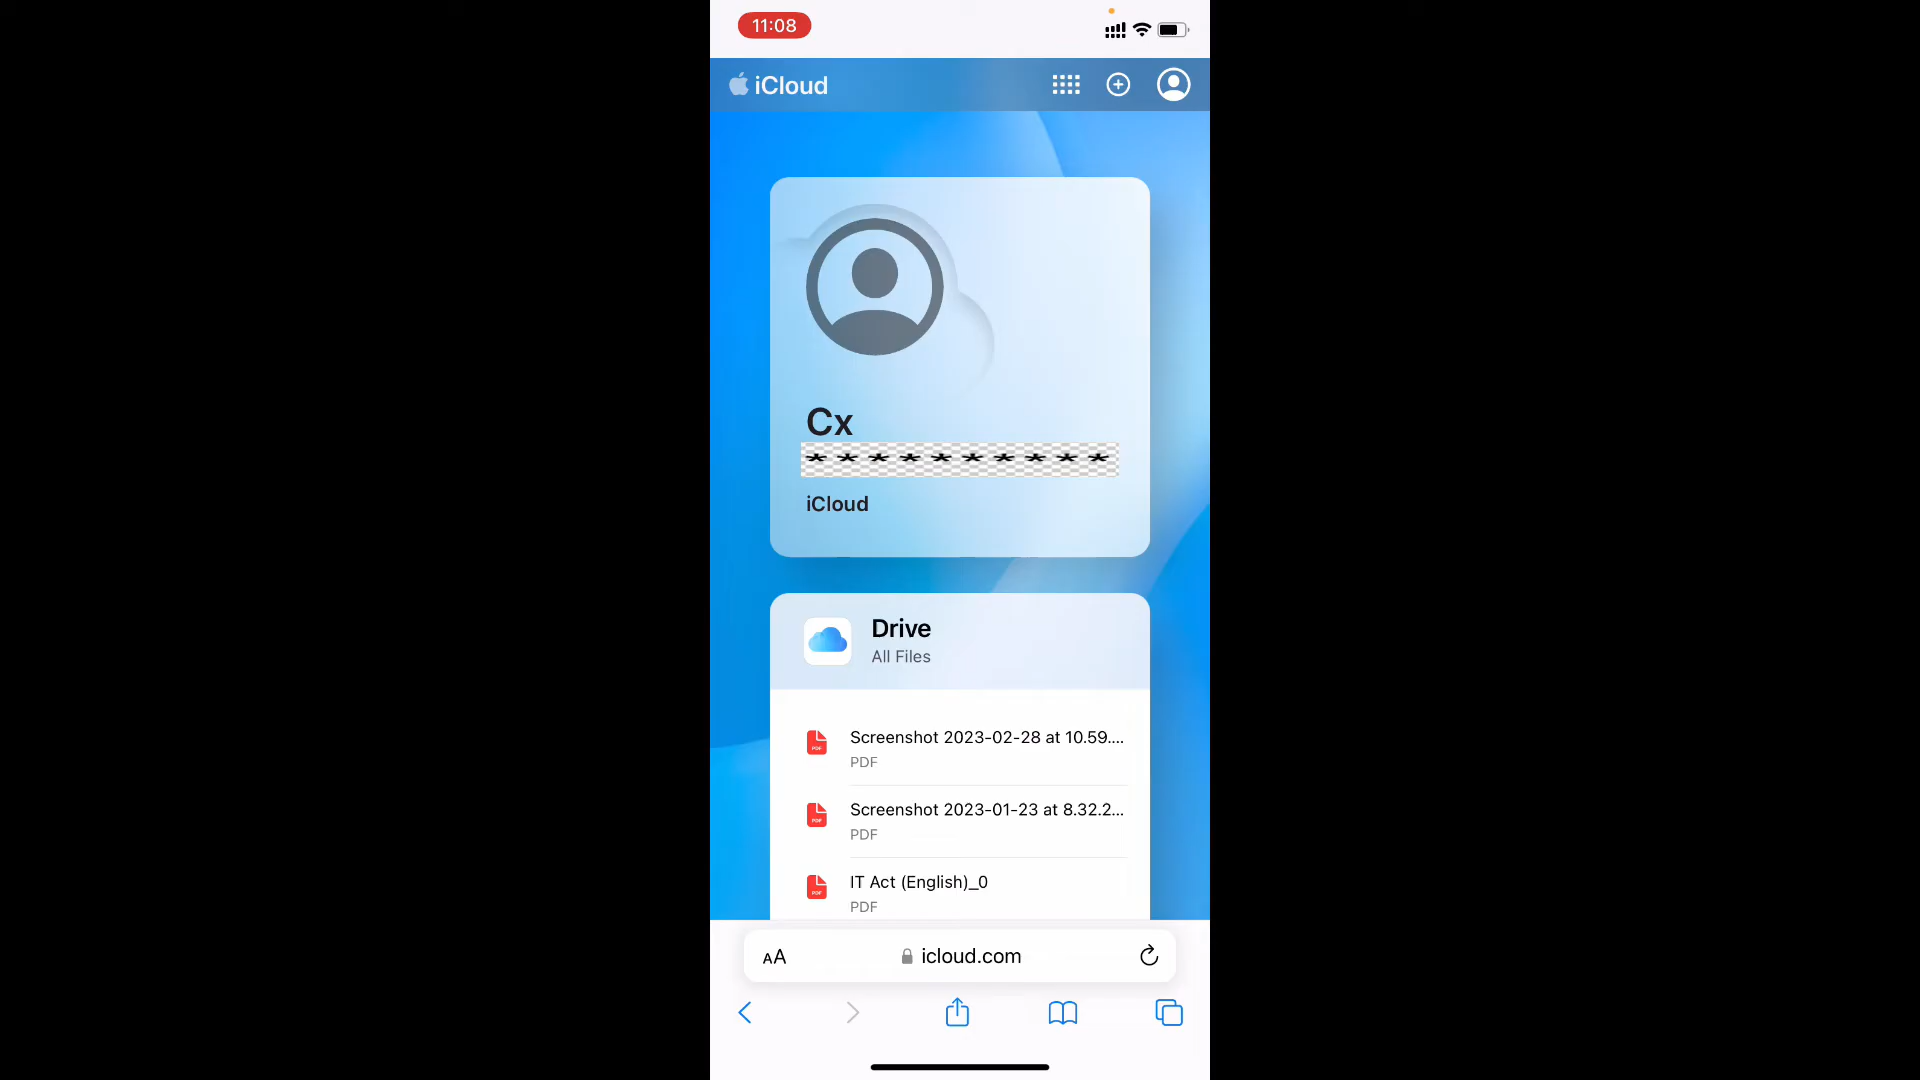 11:08
iCloud
Cx
**********
iCloud
Drive
All Files
Screenshot 2023-02-28 at 10.59....
PDF
Screenshot 2023-01-23 at 8.32.2...
PDF
IT Act (English)_0
PDF
AA
icloud.com